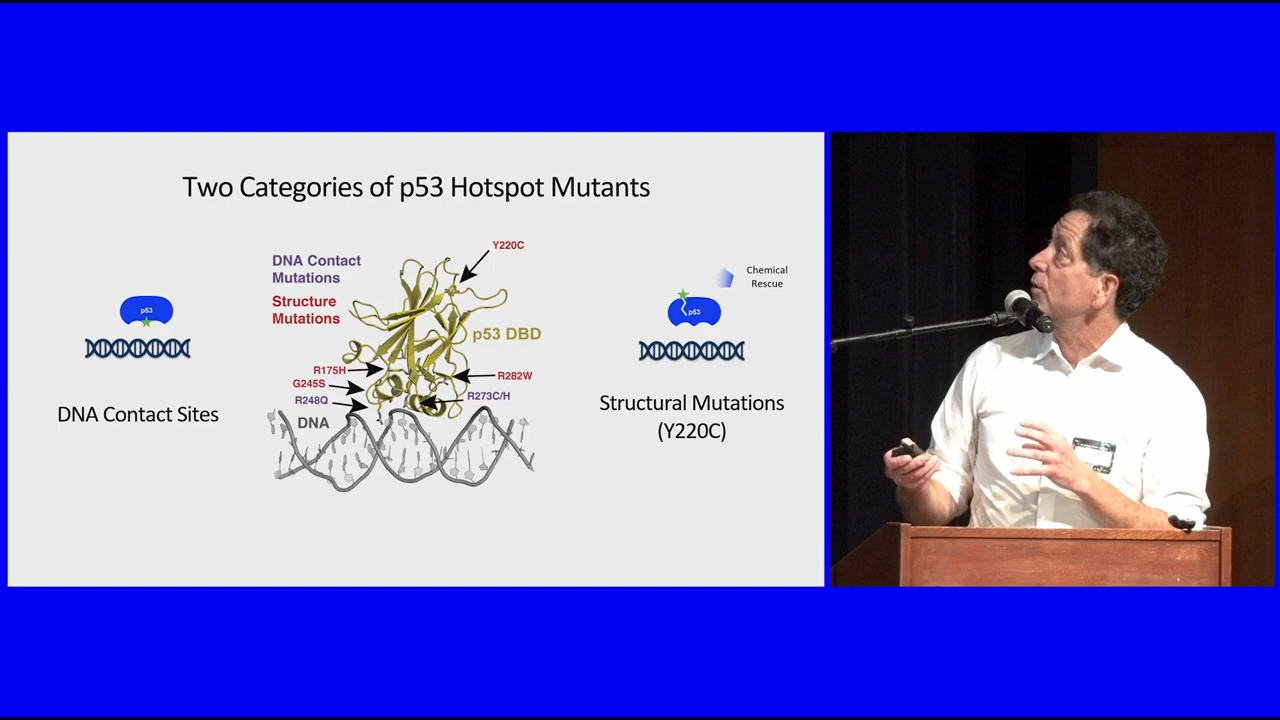 Two Categories of p53 Hotspot Mutants
p53
DNA Contact Sites
DNA Contact
Mutations
Structure
Mutations
Y220C
p53 DBD
R175H
G245S
R248Q
R282W
R273C/H
DNA
Chemical
Rescue
p53
Structural Mutations
(Y220C)